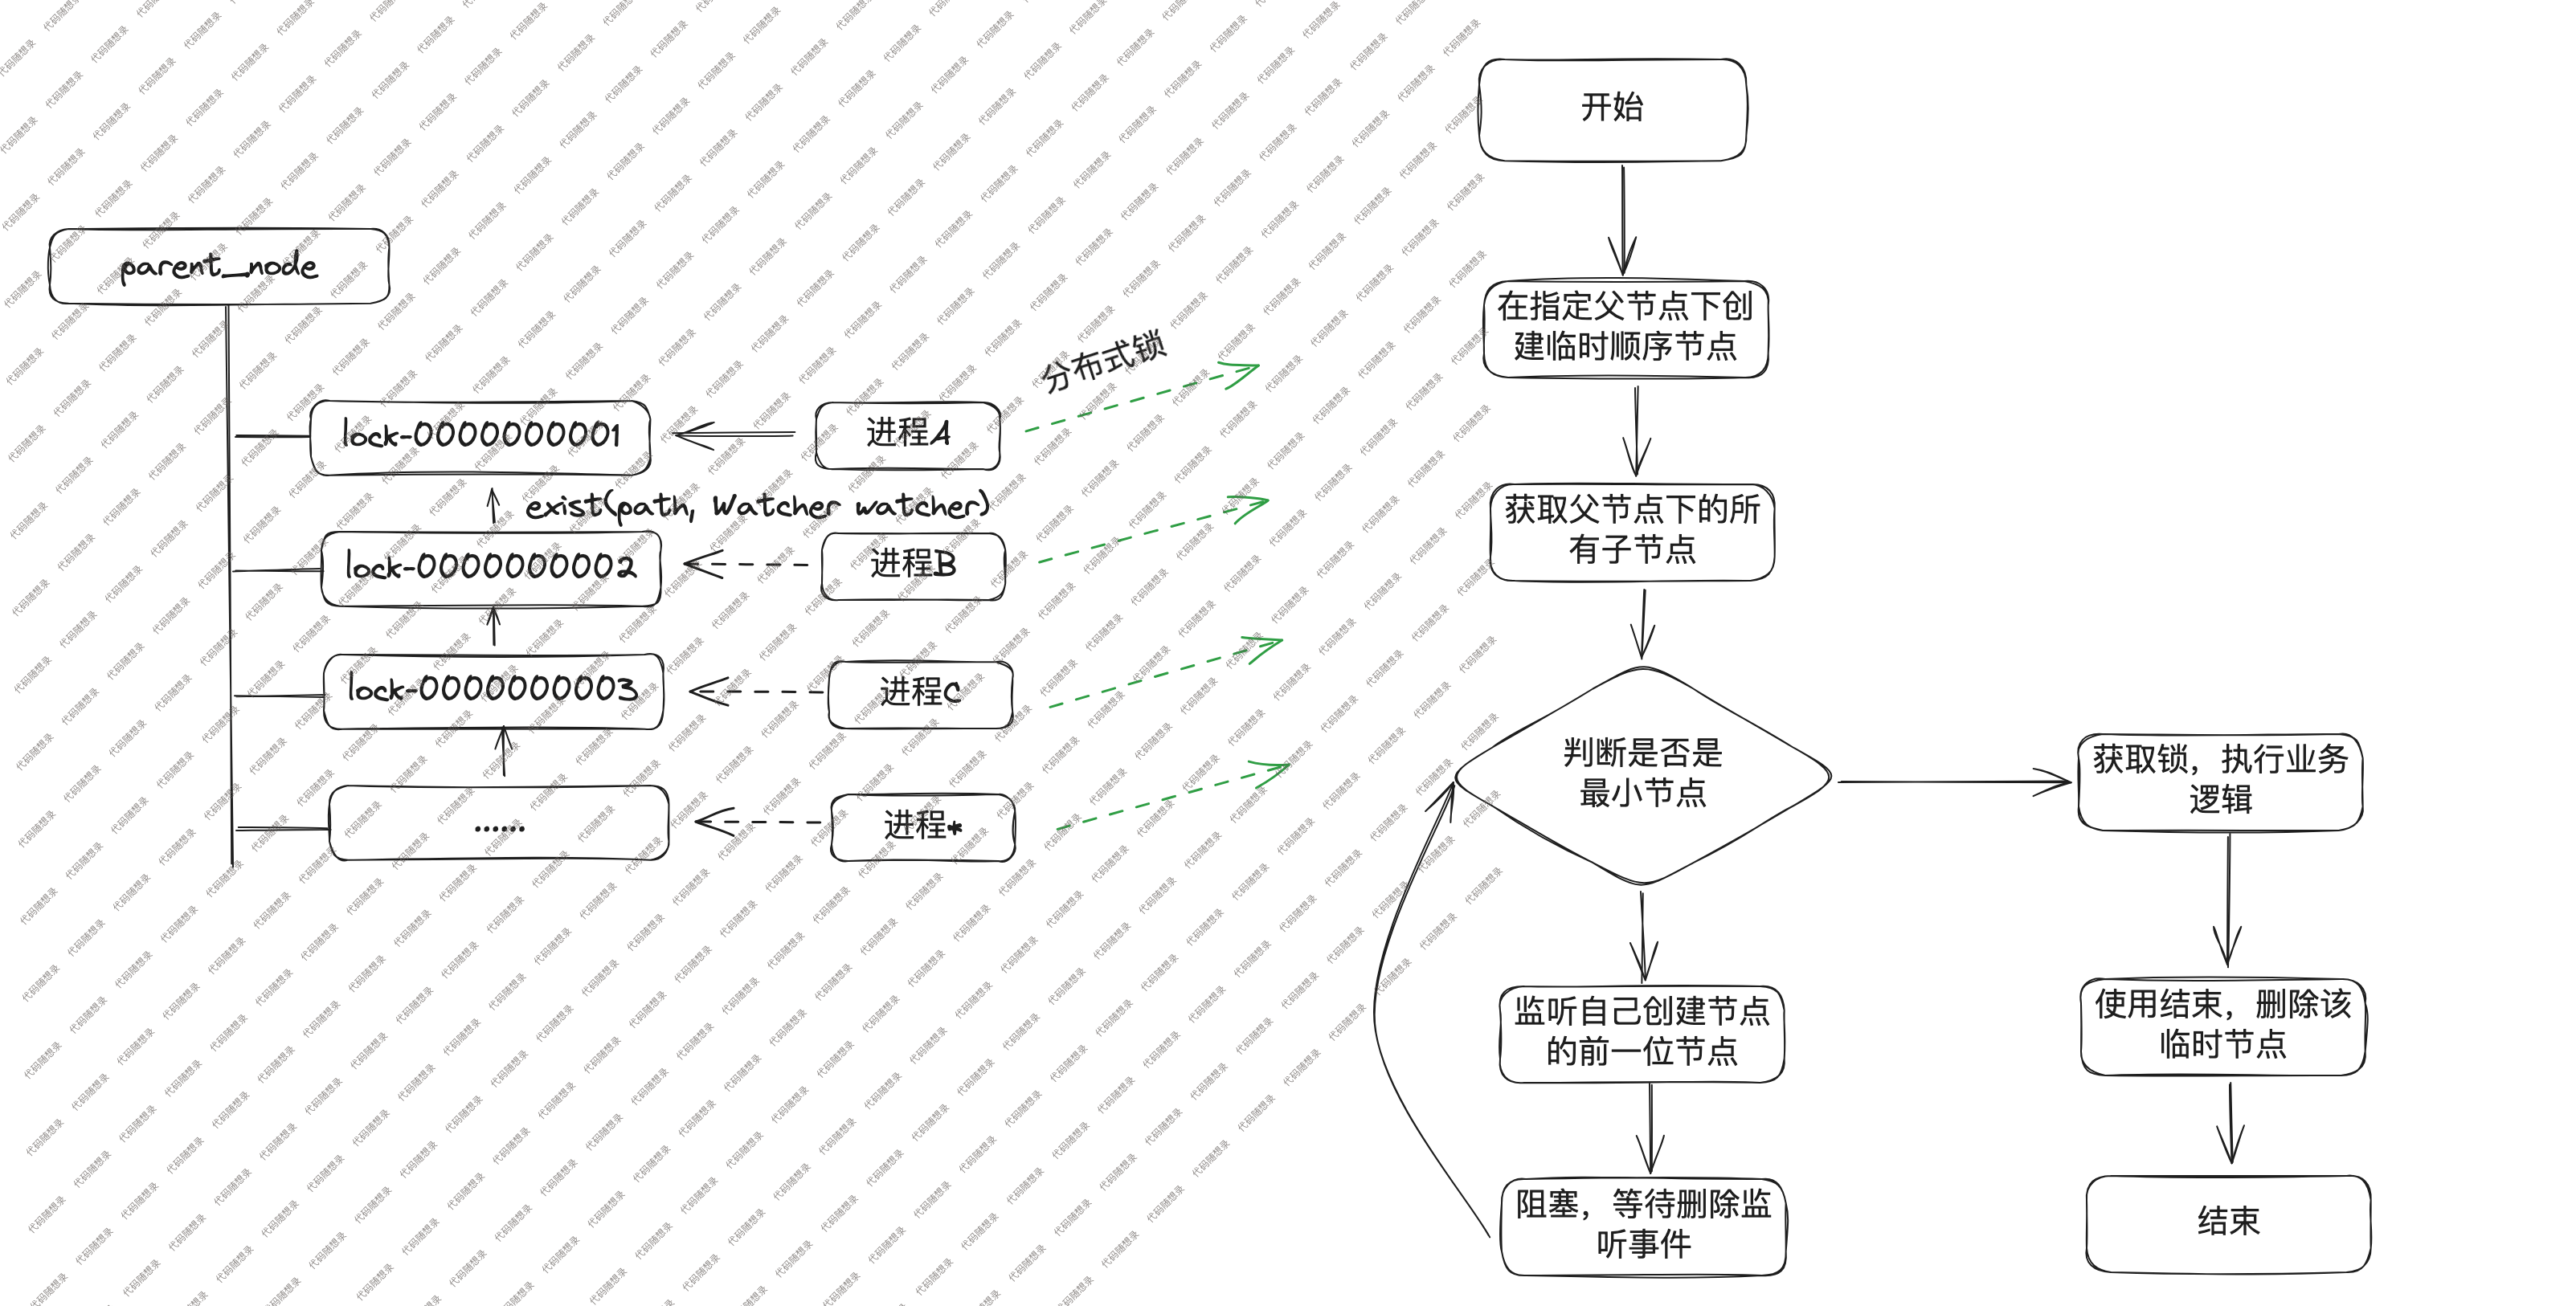 parent_node
lock-0000000001
进程A
分布式锁
exist(path, Watcher watcher)
lock-0000000002
进程B
lock-0000000003
进程C
......
进程*
开始
在指定父节点下创
建临时顺序节点
获取父节点下的所
有子节点
判断是否是
最小节点
获取锁，执行业务
逻辑
监听自己创建节点
的前一位节点
使用结束，删除该
临时节点
阻塞，等待删除监
听事件
结束
代码随想录